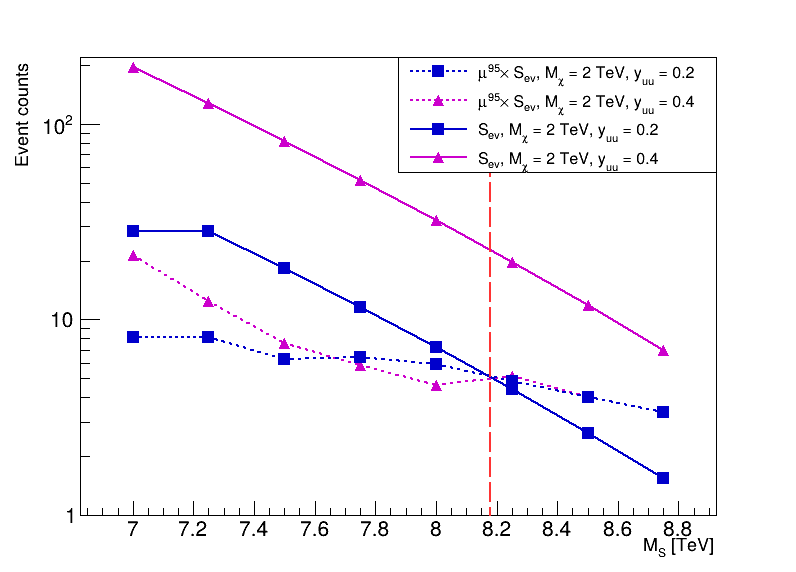 Event counts
μ⁹⁵× S_ev, M_χ = 2 TeV, y_uu = 0.2
μ⁹⁵× S_ev, M_χ = 2 TeV, y_uu = 0.4
S_ev, M_χ = 2 TeV, y_uu = 0.2
S_ev, M_χ = 2 TeV, y_uu = 0.4
10²
10
1
7 7.2 7.4 7.6 7.8 8 8.2 8.4 8.6 8.8
M_S [TeV]